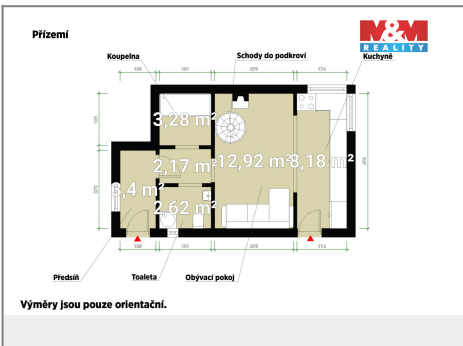 Přízemí
M&M
REALITY
Koupelna
Schody do podkroví
Kuchyně
3,28 m²
2,17 m²
12,92 m²
8,18 m²
3,4 m²
2,62 m²
Předsíň
Toaleta
Obývací pokoj
Výměry jsou pouze orientační.